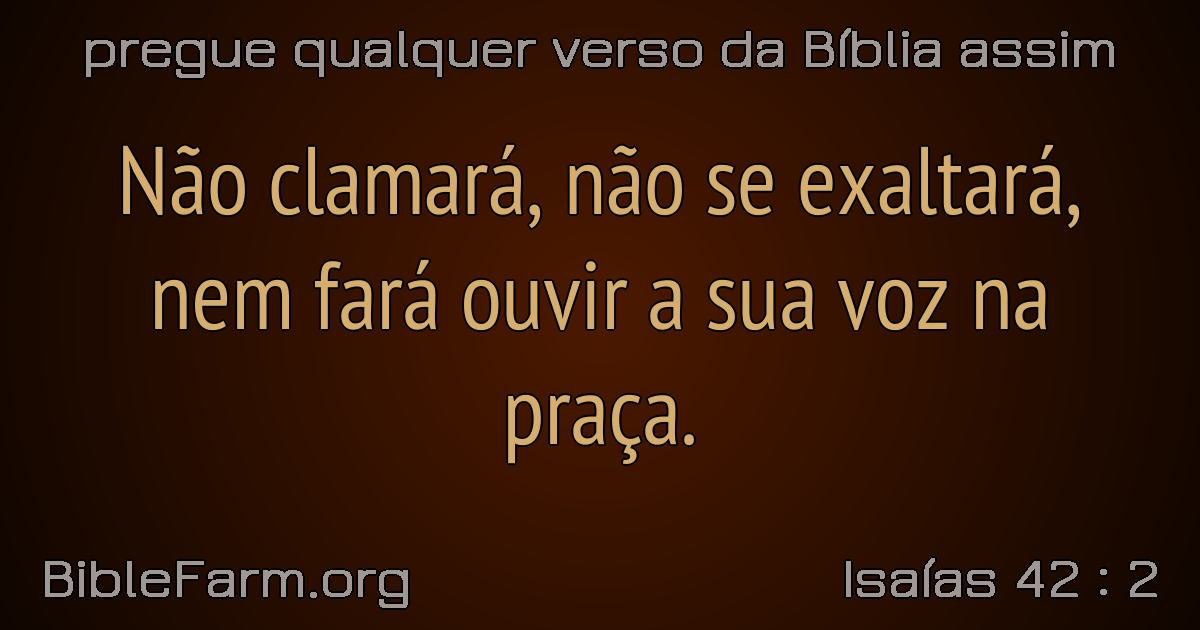 pregue qualquer verso da Bíblia assim
Não clamará, não se exaltará,
nem fará ouvir a sua voz na
praça.
BibleFarm.org
Isaías 42 : 2